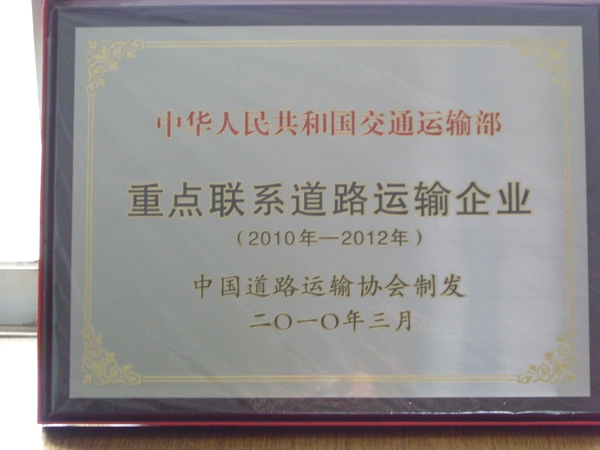 中华人民共和国交通运输部
重点联系道路运输企业
(2010年—2012年)
中国道路运输协会制发
二〇一〇年三月